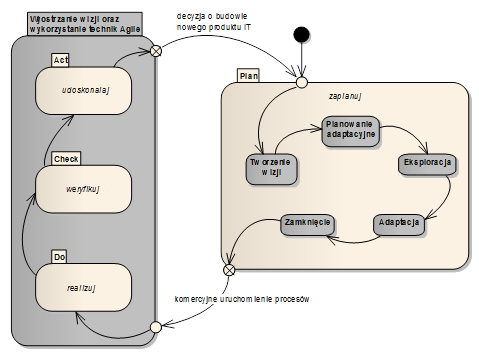 Wyostrzanie wizji oraz
wykorzystanie technik Agile
Act
udoskonalaj
Check
weryfikuj
Do
realizuj
decyzja o budowie
nowego produktu IT
Plan
zaplanuj
Planowanie
adaptacyjne
Tworzenie
wizji
Eksploracja
Zamknięcie
Adaptacja
komercyjne uruchomienie procesów